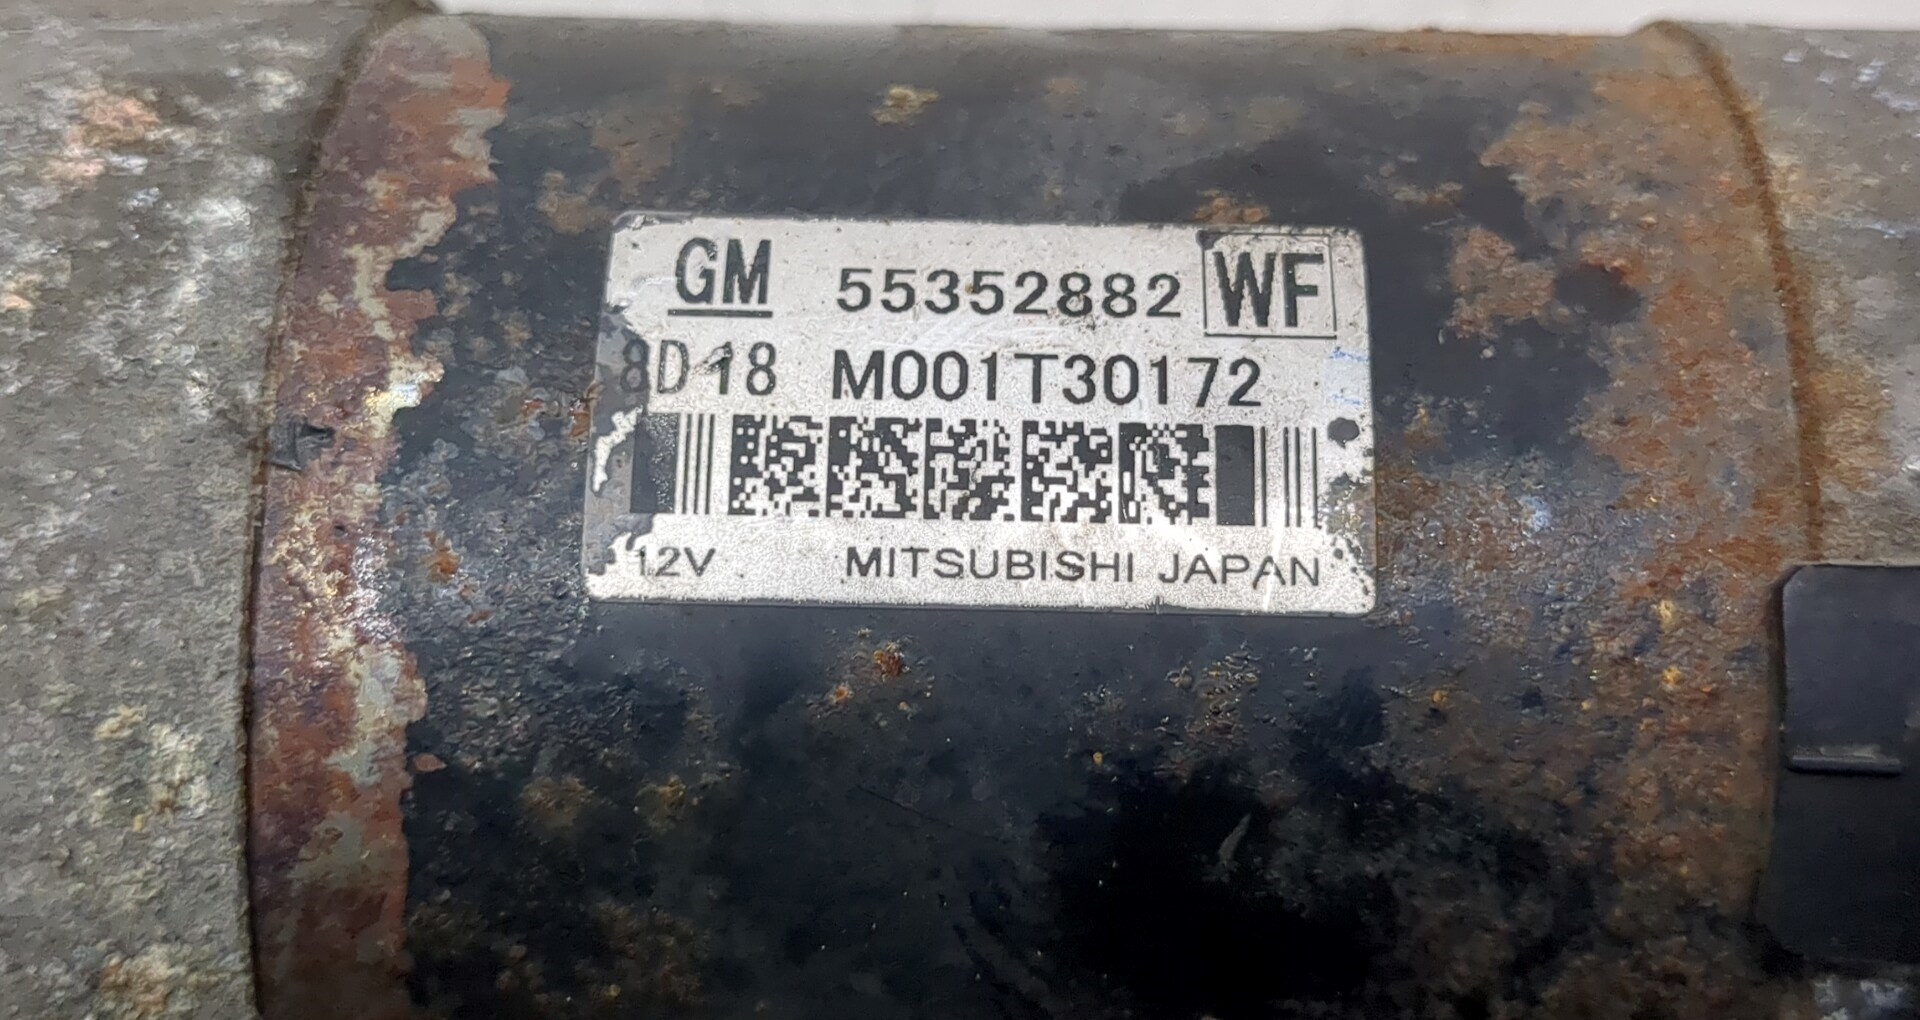 GM 55352882 WF
8D18 M001T30172
12V MITSUBISHI JAPAN